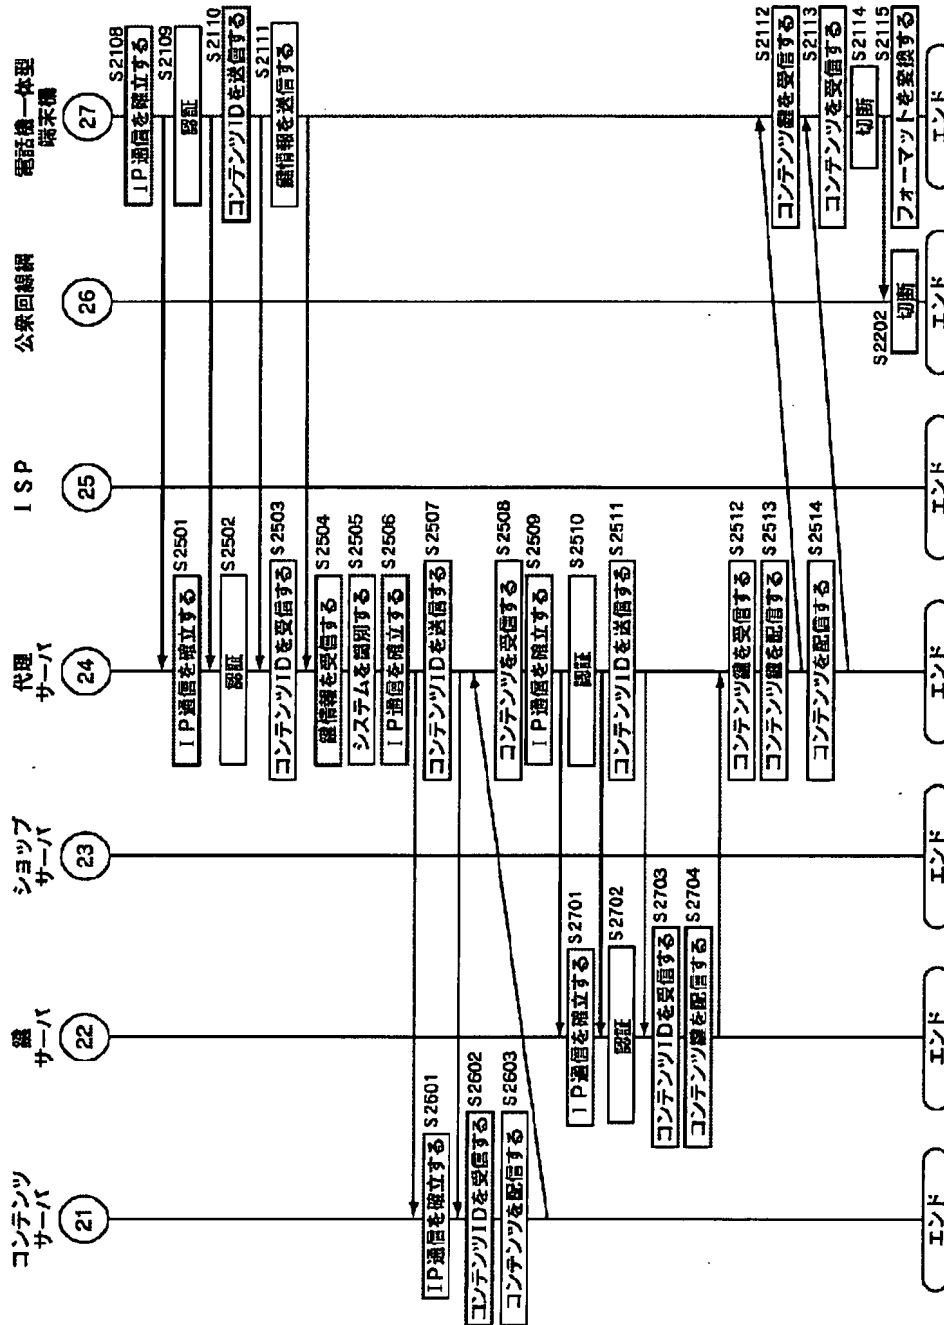 コンテンツ
サーバ
21
鍵
サーバ
22
ショップ
サーバ
23
代理
サーバ
24
ISP
25
公衆回線網
26
電話機一体型
端末機
27
S2108
IP通信を確立する
S2109
認証
S2110
コンテンツIDを送信する
S2111
鍵情報を送信する
S2501
IP通信を確立する
S2502
認証
S2503
コンテンツIDを受信する
S2504
鍵情報を受信する
S2505
システムを識別する
S2506
IP通信を確立する
S2507
コンテンツIDを送信する
S2601
IP通信を確立する
S2602
コンテンツIDを受信する
S2603
コンテンツを配信する
S2508
コンテンツを受信する
S2509
IP通信を確立する
S2510
認証
S2511
コンテンツIDを送信する
S2701
IP通信を確立する
S2702
認証
S2703
コンテンツIDを受信する
S2704
コンテンツ鍵を配信する
S2512
コンテンツ鍵を受信する
S2513
コンテンツ鍵を配信する
S2514
コンテンツを配信する
S2112
コンテンツ鍵を受信する
S2113
コンテンツを受信する
S2114
切断
S2202
切断
S2115
フォーマットを変換する
エンド
エンド
エンド
エンド
エンド
エンド
エンド